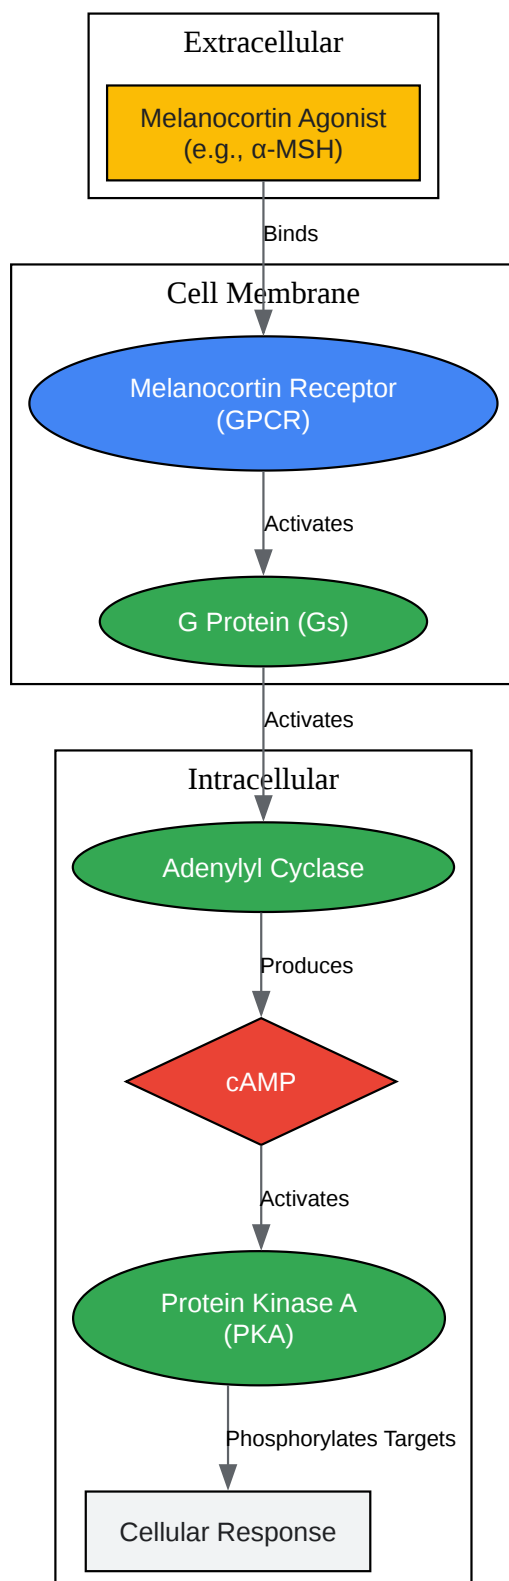 Extracellular
Melanocortin Agonist
(e.g., α-MSH)
Binds
Cell Membrane
Melanocortin Receptor
(GPCR)
Activates
G Protein (Gs)
Activates
Intracellular
Adenylyl Cyclase
Produces
cAMP
Activates
Protein Kinase A
(PKA)
Phosphorylates Targets
Cellular Response